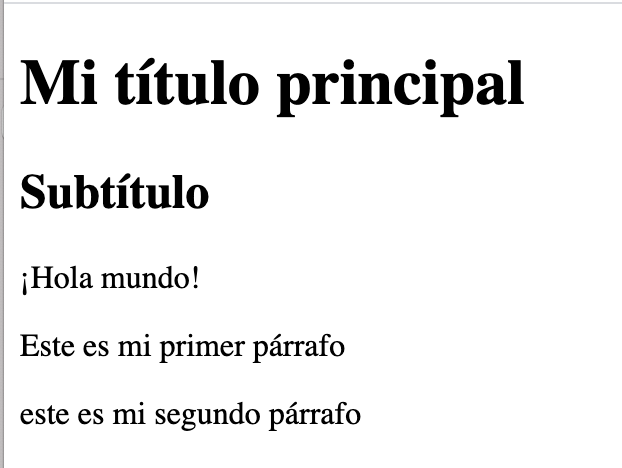 Mi título principal
Subtítulo
¡Hola mundo!
Este es mi primer párrafo
este es mi segundo párrafo